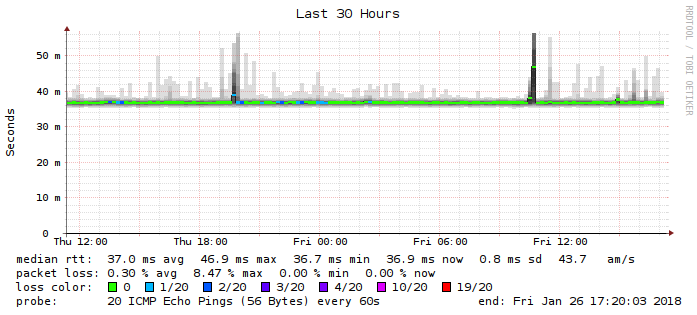 Last 30 Hours
RRDTOOL / TOBI OETIKER
Seconds
50 m
40 m
30 m
20 m
10 m
0
Thu 12:00 Thu 18:00 Fri 00:00 Fri 06:00 Fri 12:00
median rtt: 37.0 ms avg 46.9 ms max 36.7 ms min 36.9 ms now 0.8 ms sd 43.7 am/s
packet loss: 0.30 % avg 8.47 % max 0.00 % min 0.00 % now
loss color: 0 1/20 2/20 3/20 4/20 10/20 19/20
probe: 20 ICMP Echo Pings (56 Bytes) every 60s end: Fri Jan 26 17:20:03 2018